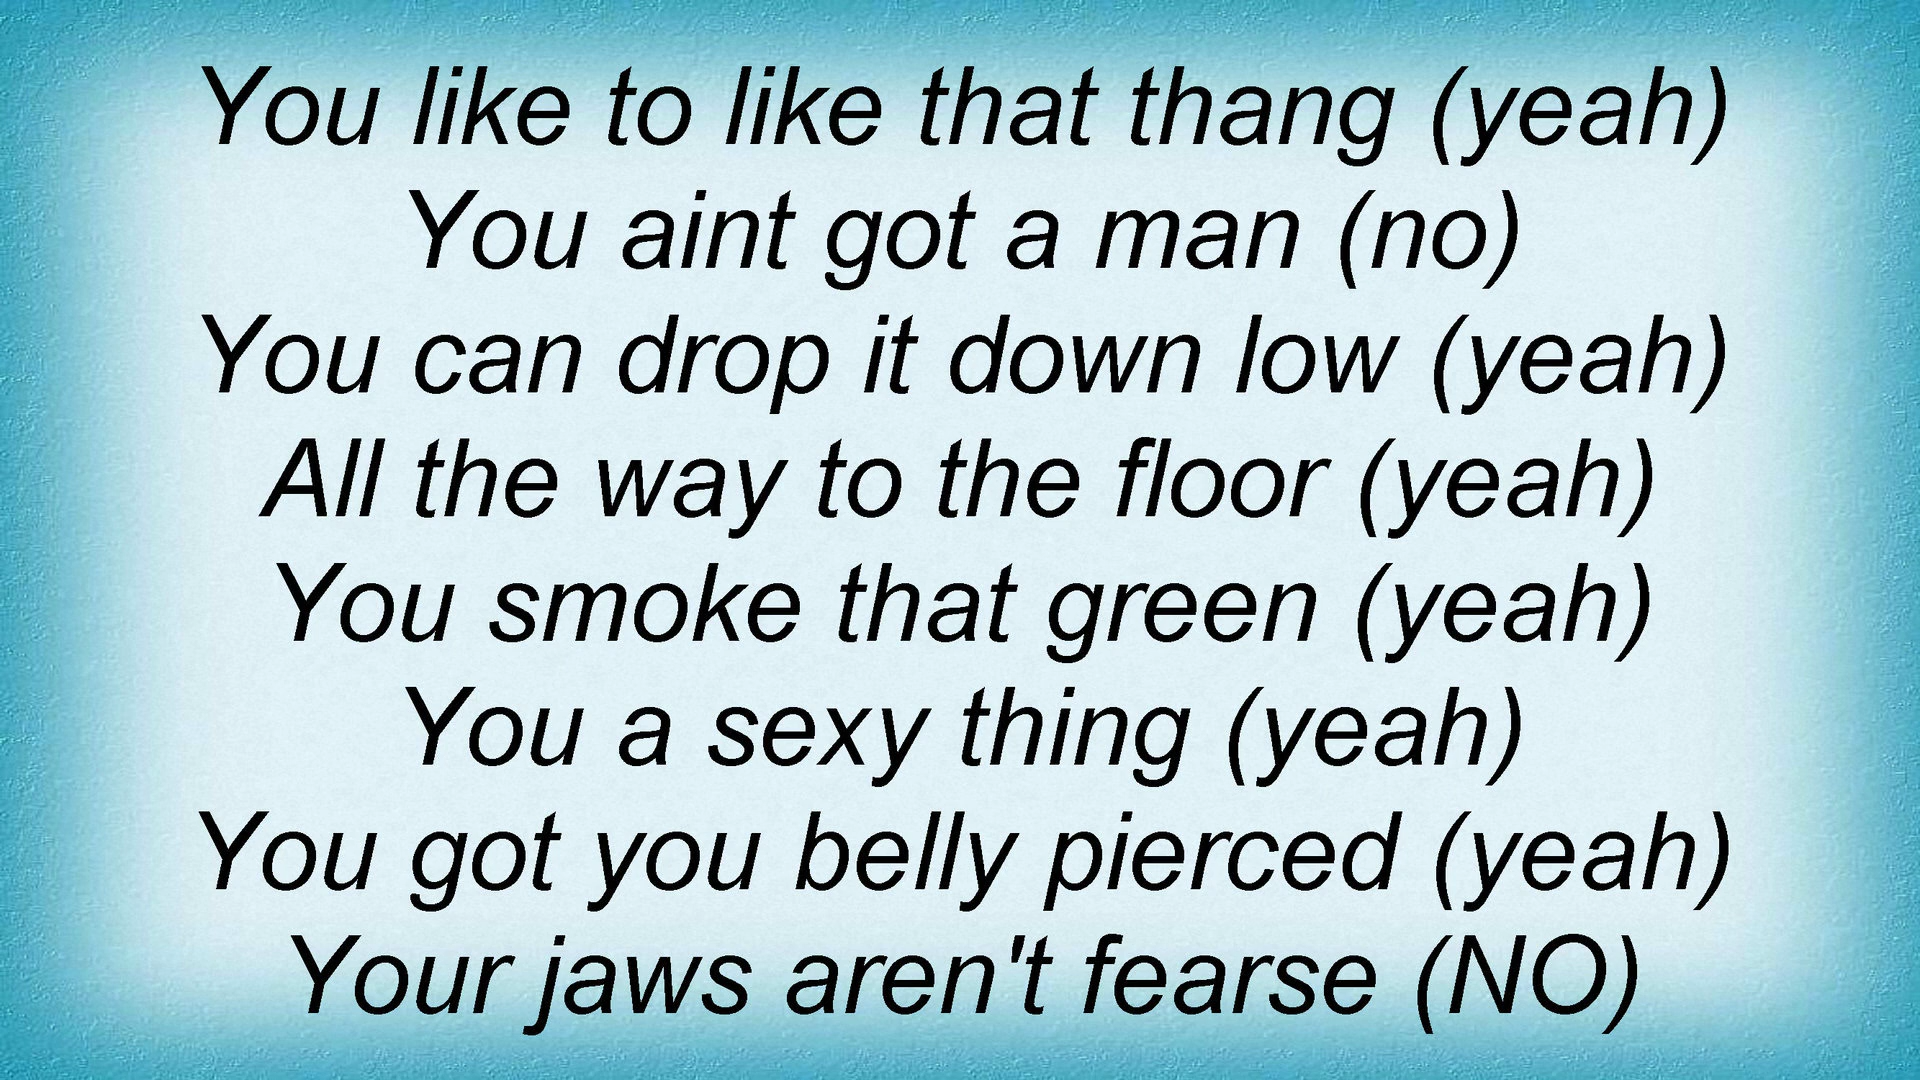 You like to like that thang (yeah)
You aint got a man (no)
You can drop it down low (yeah)
All the way to the floor (yeah)
You smoke that green (yeah)
You a sexy thing (yeah)
You got you belly pierced (yeah)
Your jaws aren't fearse (NO)